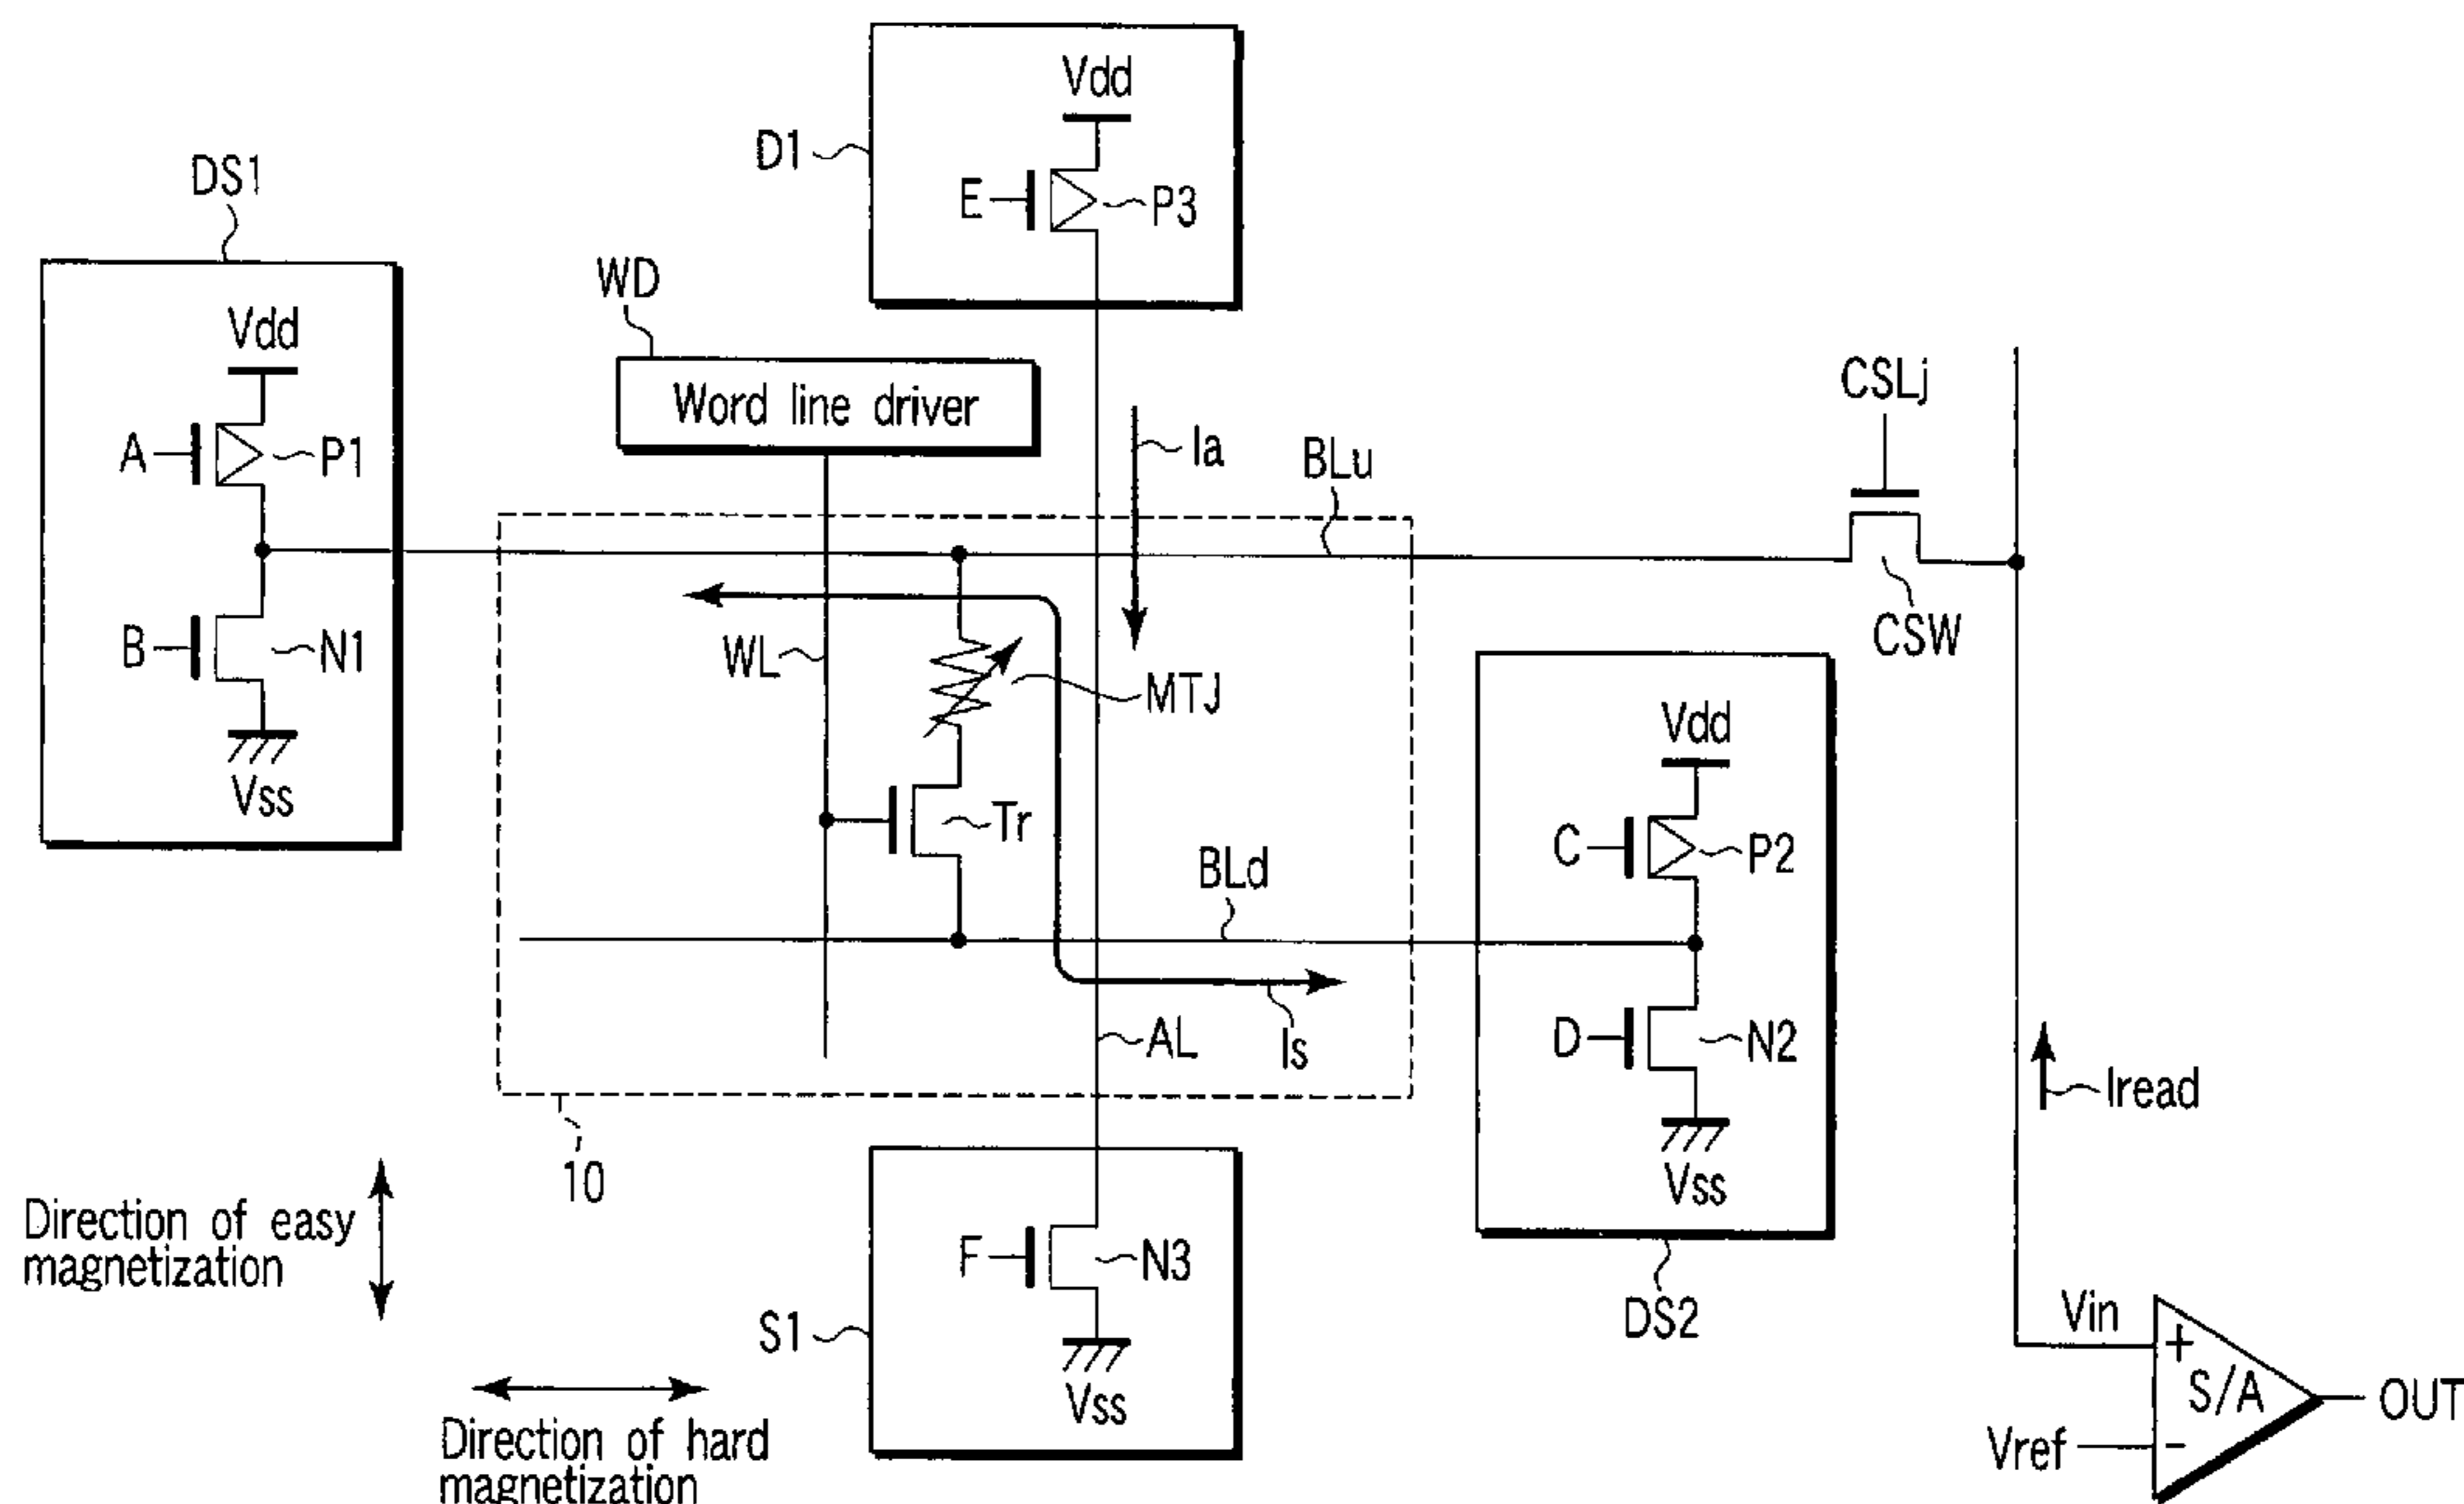 Vdd
D1
E
P3
DS1
WD
Vdd
Word line driver
CSLj
A
P1
Ia
BLu
B
N1
WL
CSW
MTJ
Vdd
Vss
Tr
C
P2
BLd
D
N2
AL
Is
Iread
10
Vss
Direction of easy
magnetization
F
N3
DS2
S1
Vin
+
S/A
OUT
Vss
Direction of hard
magnetization
Vref
-